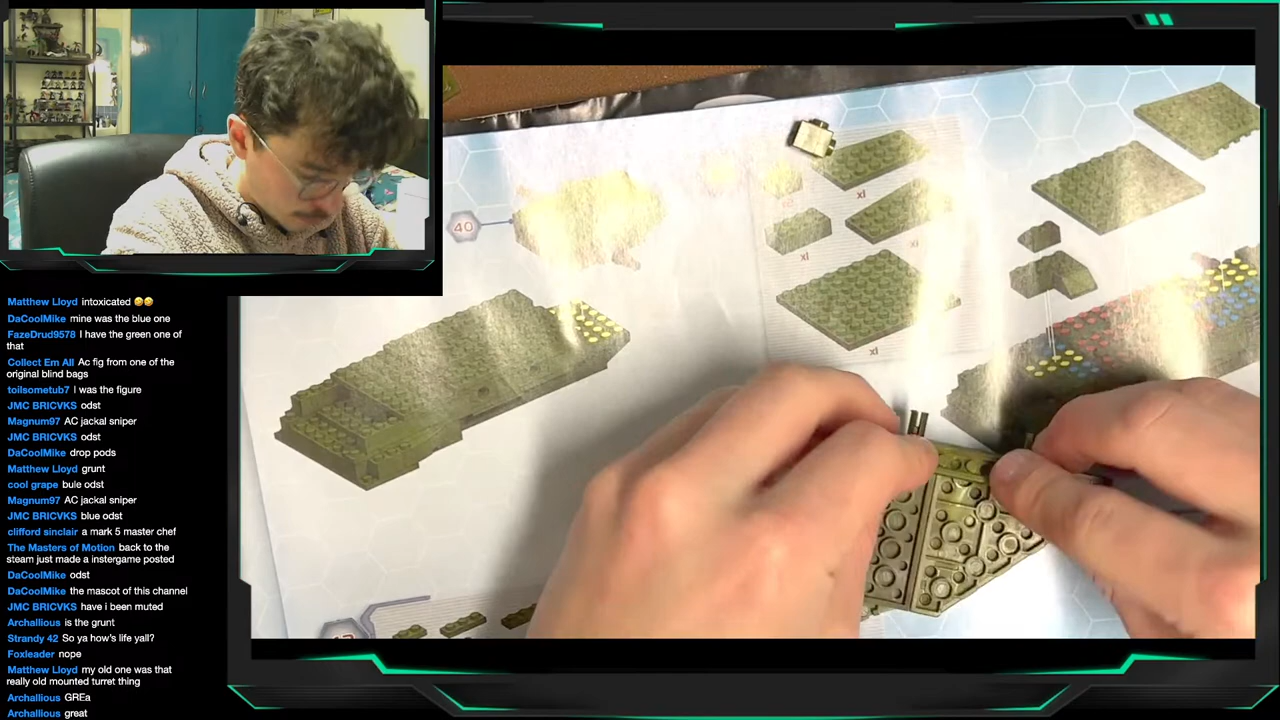 Matthew Lloyd intoxicated 🤣🤣
DaCoolMike mine was the blue one
FazeDrud9578 I have the green one of
that
Collect Em All Ac fig from one of the
original blind bags
toilsometub7 I was the figure
JMC BRICVKS odst
Magnum97 AC jackal sniper
JMC BRICVKS odst
DaCoolMike drop pods
Matthew Lloyd grunt
cool grape bule odst
Magnum97 AC jackal sniper
JMC BRICVKS blue odst
clifford sinclair a mark 5 master chef
The Masters of Motion back to the
steam just made a instergame posted
DaCoolMike odst
DaCoolMike the mascot of this channel
JMC BRICVKS have i been muted
Archallious is the grunt
Strandy 42 So ya how's life yall?
Foxleader nope
Matthew Lloyd my old one was that
really old mounted turret thing
Archallious GREa
Archallious great
40
x1
x1
x1
x1